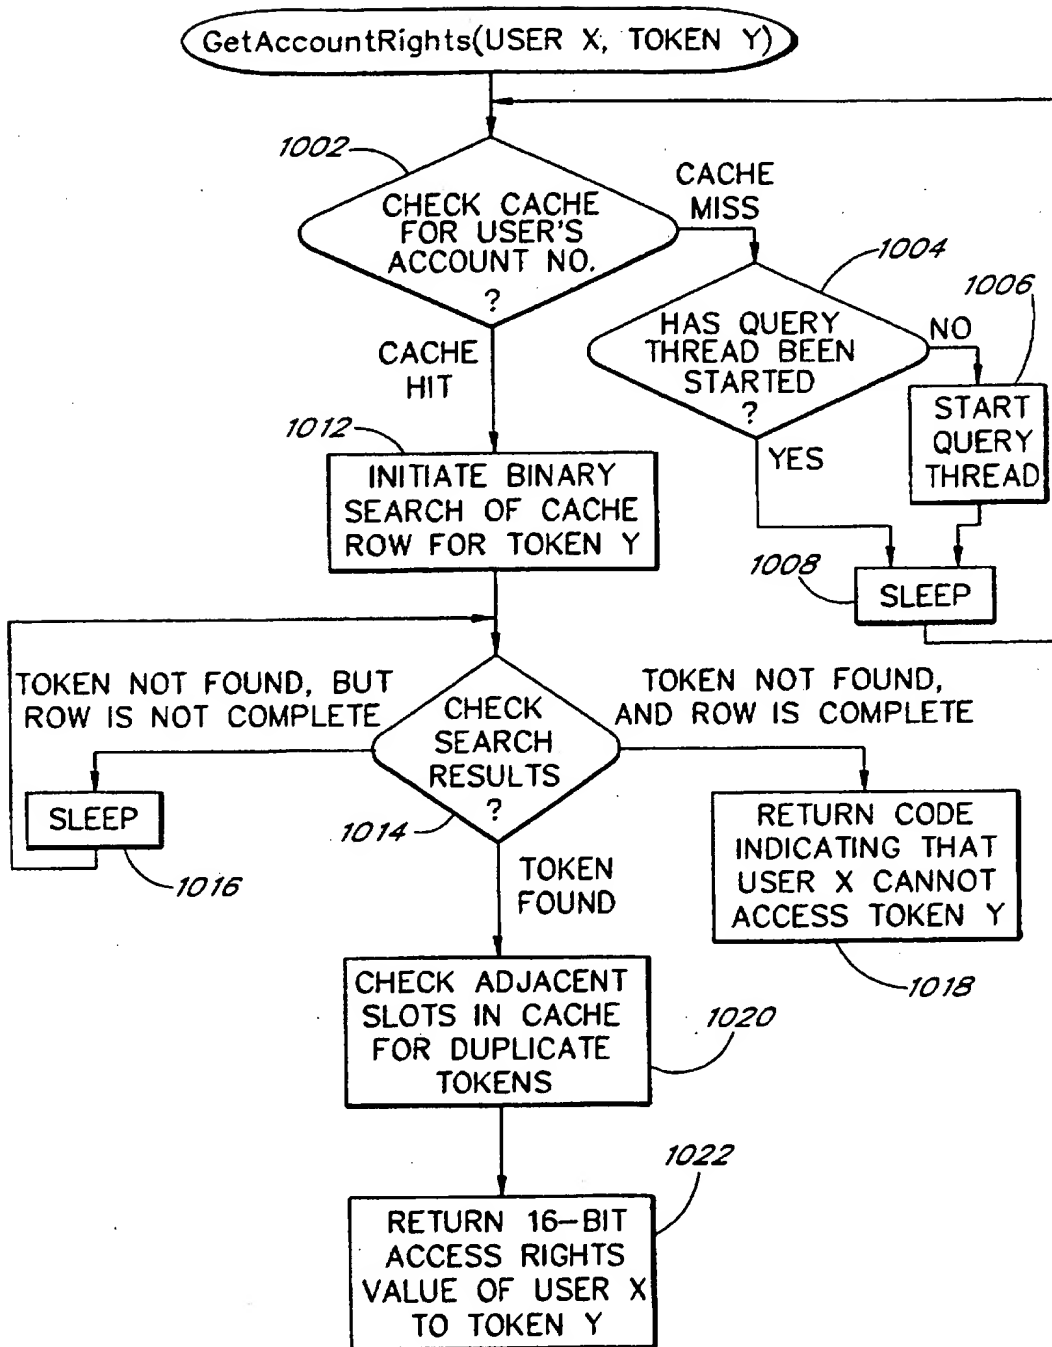 GetAccountRights(USER X, TOKEN Y)
1002
CHECK CACHE
FOR USER'S
ACCOUNT NO.
?
CACHE
MISS
1004
HAS QUERY
THREAD BEEN
STARTED
?
NO
1006
START
QUERY
THREAD
YES
1008
SLEEP
CACHE
HIT
1012
INITIATE BINARY
SEARCH OF CACHE
ROW FOR TOKEN Y
TOKEN NOT FOUND, BUT
ROW IS NOT COMPLETE
CHECK
SEARCH
RESULTS
?
1014
TOKEN NOT FOUND,
AND ROW IS COMPLETE
SLEEP
1016
RETURN CODE
INDICATING THAT
USER X CANNOT
ACCESS TOKEN Y
1018
TOKEN
FOUND
CHECK ADJACENT
SLOTS IN CACHE
FOR DUPLICATE
TOKENS
1020
1022
RETURN 16-BIT
ACCESS RIGHTS
VALUE OF USER X
TO TOKEN Y